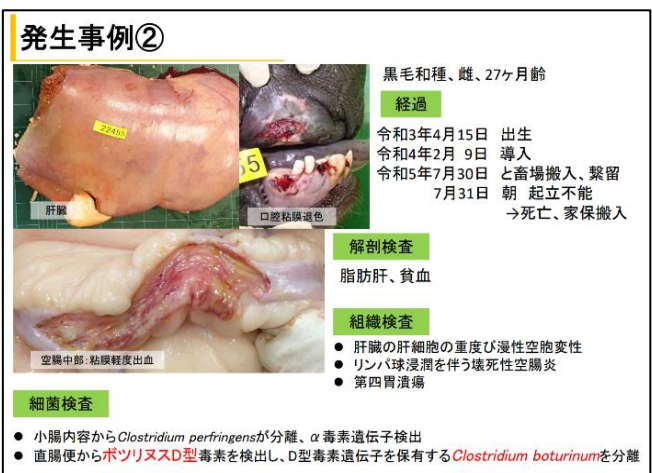 発生事例②
黒毛和種、雌、27ヶ月齢
経過
令和3年4月15日 出生
令和4年2月 9日 導入
令和5年7月30日 と畜場搬入、繋留
7月31日 朝 起立不能
→死亡、家保搬入
22455
肝臓
55
口腔粘膜退色
解剖検査
脂肪肝、貧血
空腸中部:粘膜軽度出血
組織検査
● 肝臓の肝細胞の重度び漫性空胞変性
● リンパ球浸潤を伴う壊死性空腸炎
● 第四胃潰瘍
細菌検査
● 小腸内容からClostridium perfringensが分離、α毒素遺伝子検出
● 直腸便からボツリヌスD型毒素を検出し、D型毒素遺伝子を保有するClostridium boturinumを分離